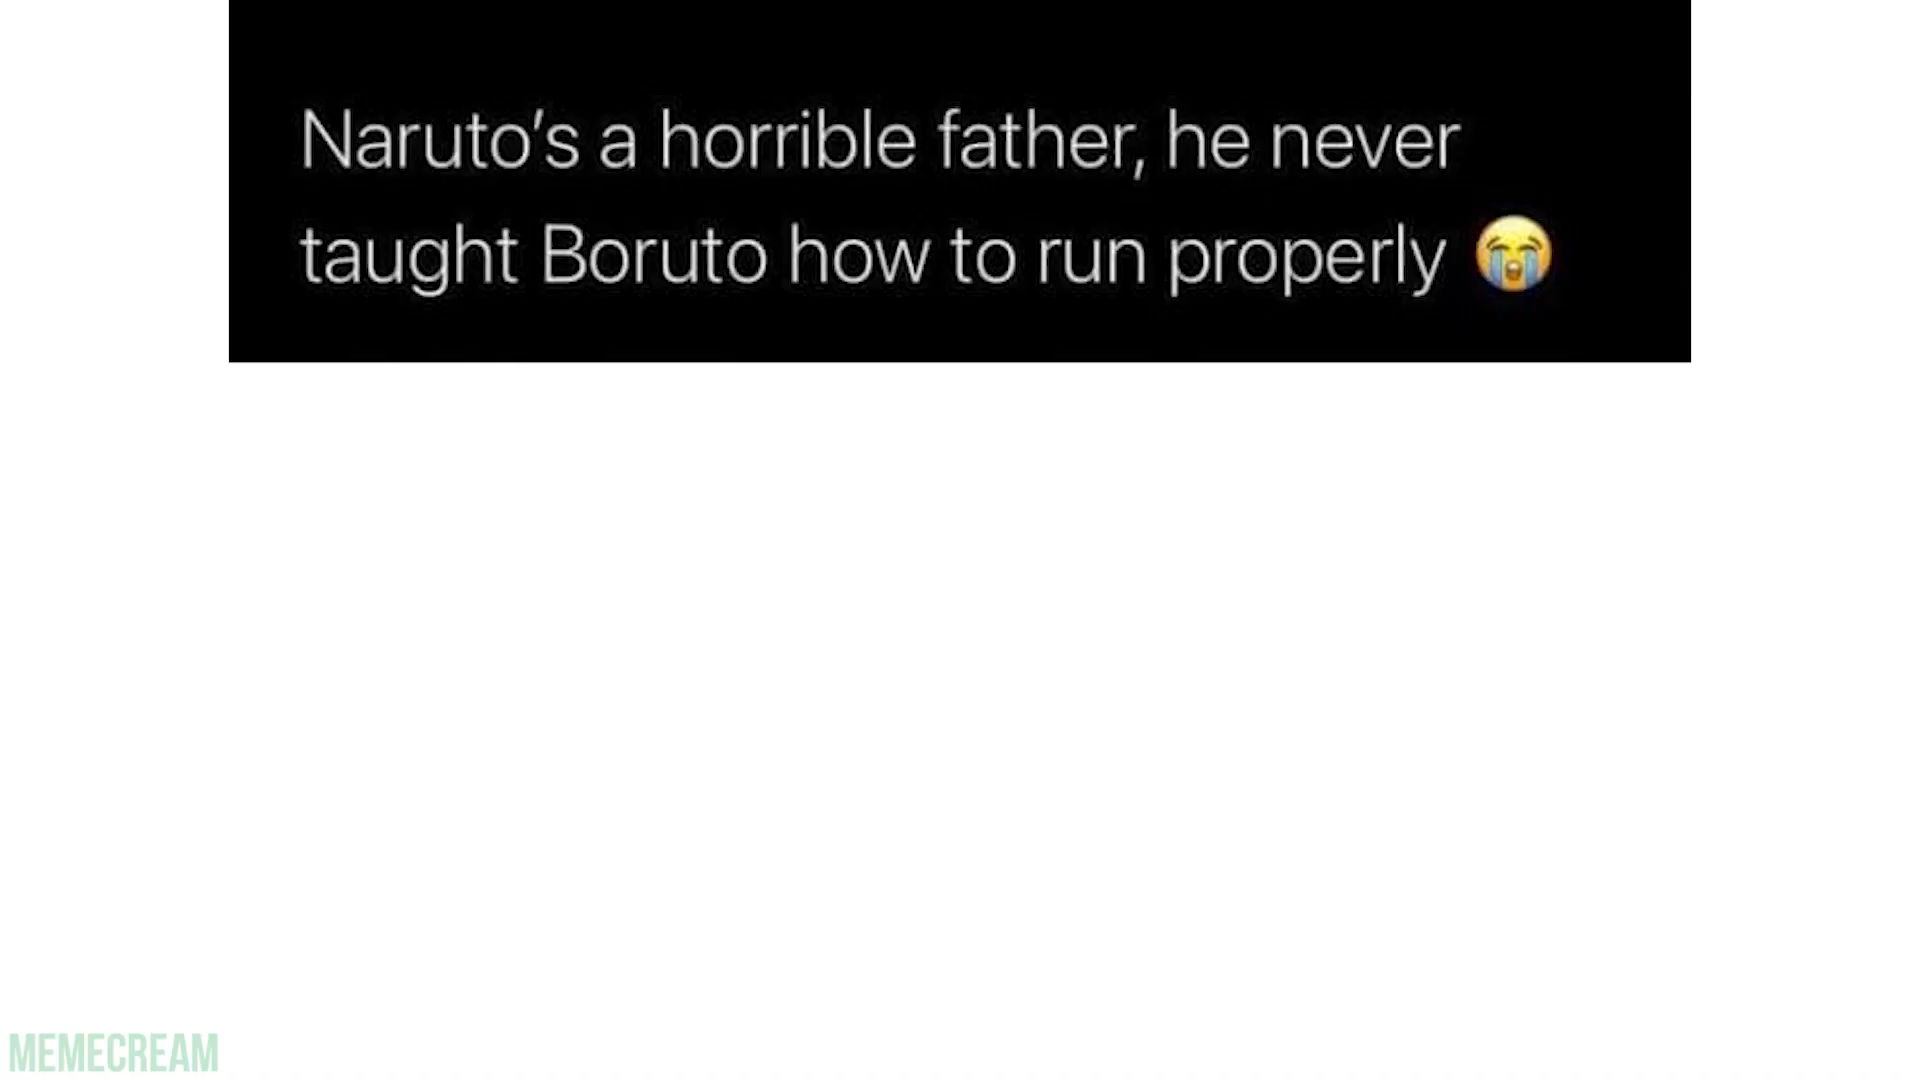 Naruto’s a horrible father, he never
taught Boruto how to run properly 😭
MEMECREAM